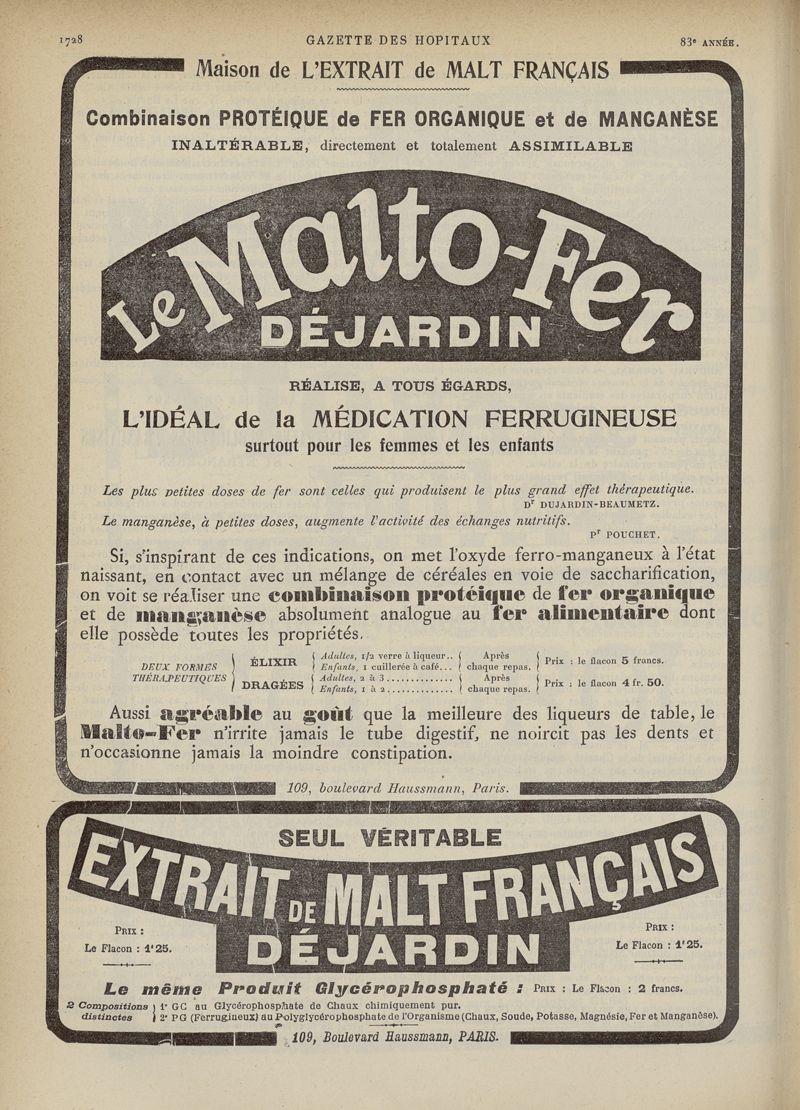 1728 GAZETTE DES HOPITAUX 83e ANNÉE.
Maison de L'EXTRAIT de MALT FRANÇAIS
Combinaison PROTÉIQUE de FER ORGANIQUE et de MANGANÈSE
INALTÉRABLE, directement et totalement ASSIMILABLE
Le Malto-Fer
DÉJARDIN
RÉALISE, A TOUS ÉGARDS,
L'IDÉAL de la MÉDICATION FERRUGINEUSE
surtout pour les femmes et les enfants
Les plus petites doses de fer sont celles qui produisent le plus grand effet thérapeutique.
Dr DUJARDIN-BEAUMETZ.
Le manganèse, à petites doses, augmente l'activité des échanges nutritifs.
Pr POUCHET.
Si, s'inspirant de ces indications, on met l'oxyde ferro-manganeux à l'état
naissant, en contact avec un mélange de céréales en voie de saccharification,
on voit se réaliser une combinaison protéique de fer organique
et de manganèse absolument analogue au fer alimentaire dont
elle possède toutes les propriétés.
DEUX FORMES THÉRAPEUTIQUES
ÉLIXIR { Adultes, 1/2 verre à liqueur.. Enfants, 1 cuillerée à café... } Après chaque repas. } Prix : le flacon 5 francs.
DRAGÉES { Adultes, 2 à 3.............. Enfants, 1 à 2.............. } Après chaque repas. } Prix : le flacon 4 fr. 50.
Aussi agréable au goût que la meilleure des liqueurs de table, le
Malto-Fer n'irrite jamais le tube digestif, ne noircit pas les dents et
n'occasionne jamais la moindre constipation.
109, boulevard Haussmann, Paris.
SEUL VÉRITABLE
EXTRAIT DE MALT FRANÇAIS
DÉJARDIN
PRIX :
Le Flacon : 1f25.
PRIX :
Le Flacon : 1f25.
Le même Produit Glycérophosphaté : PRIX : Le Flacon : 2 francs.
2 Compositions distinctes
1° GC au Glycérophosphate de Chaux chimiquement pur.
2° PG (Ferrugineux) au Polyglycérophosphate de l'Organisme (Chaux, Soude, Potasse, Magnésie, Fer et Manganèse).
109, Boulevard Haussmann, PARIS.